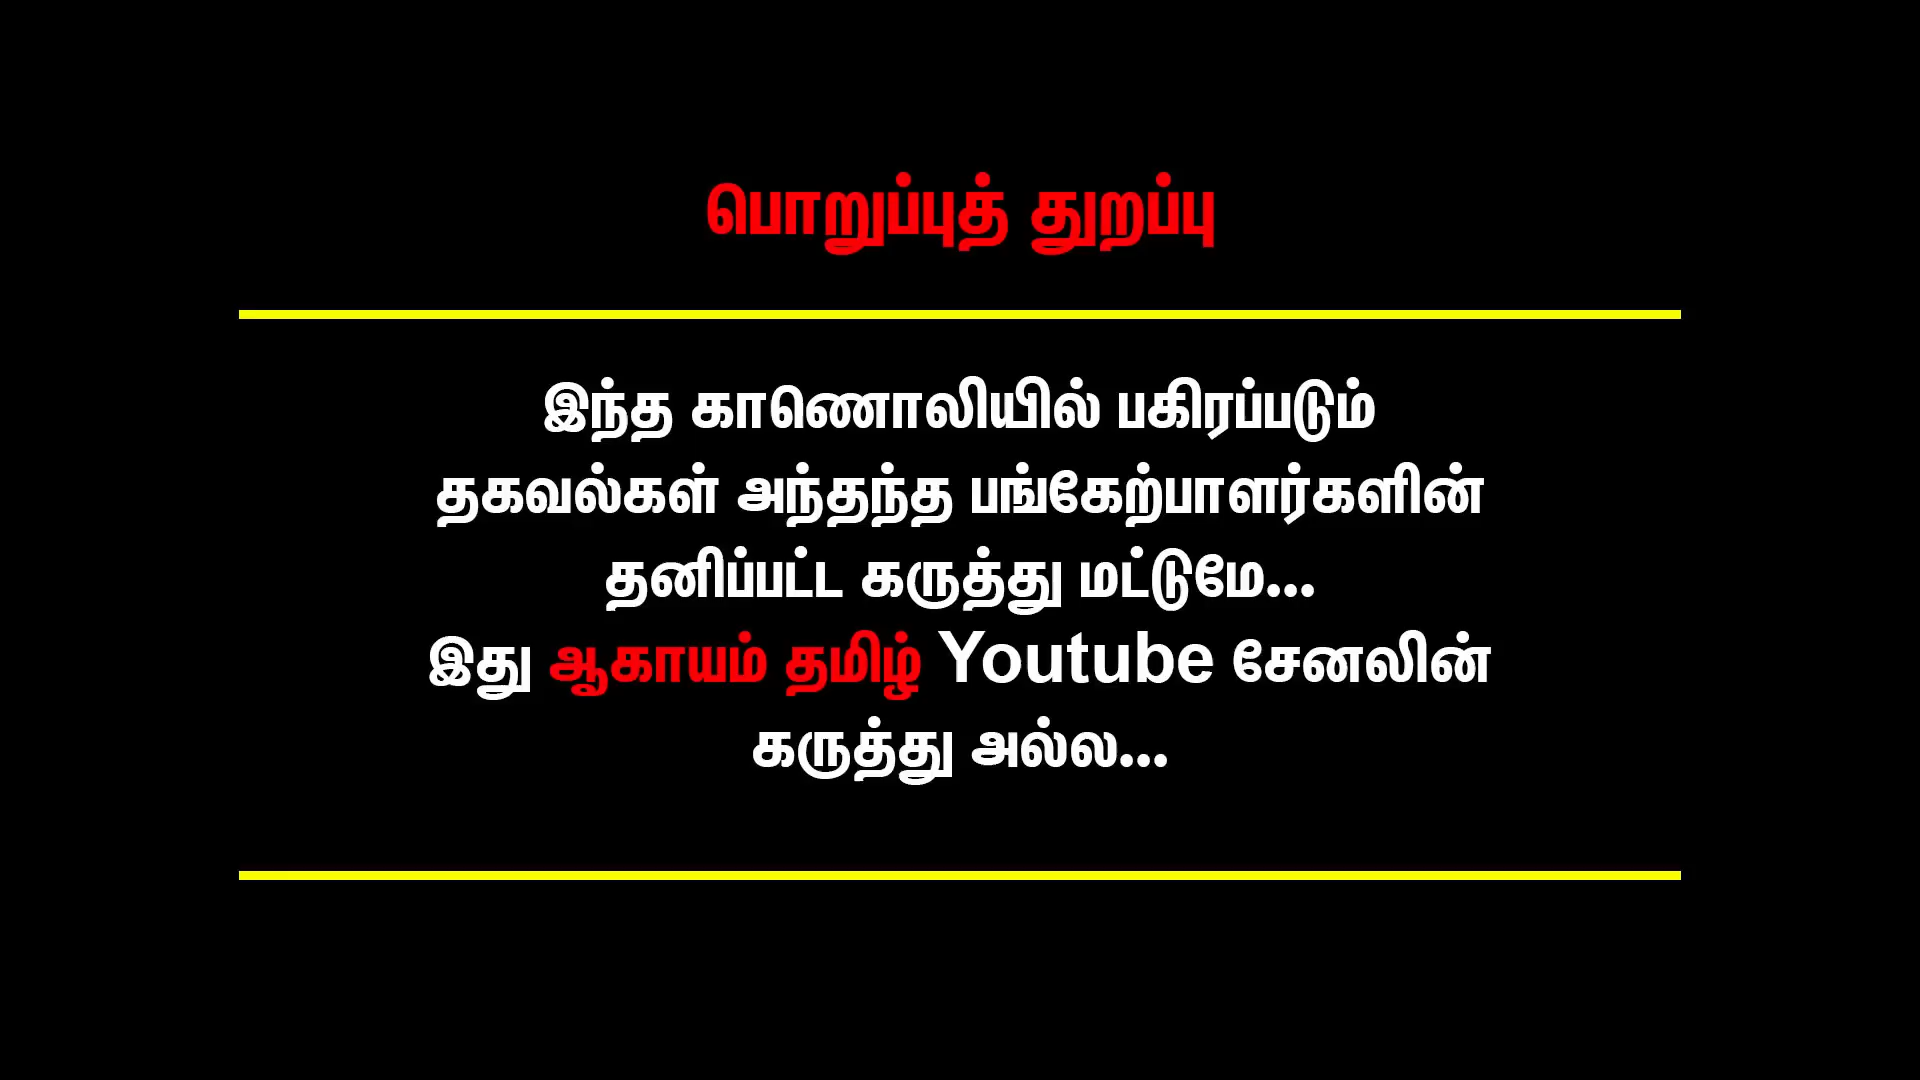 பொறுப்புத் துறப்பு
இந்த காணொலியில் பகிரப்படும்
தகவல்கள் அந்தந்த பங்கேற்பாளர்களின்
தனிப்பட்ட கருத்து மட்டுமே...
இது ஆகாயம் தமிழ் Youtube சேனலின்
கருத்து அல்ல...